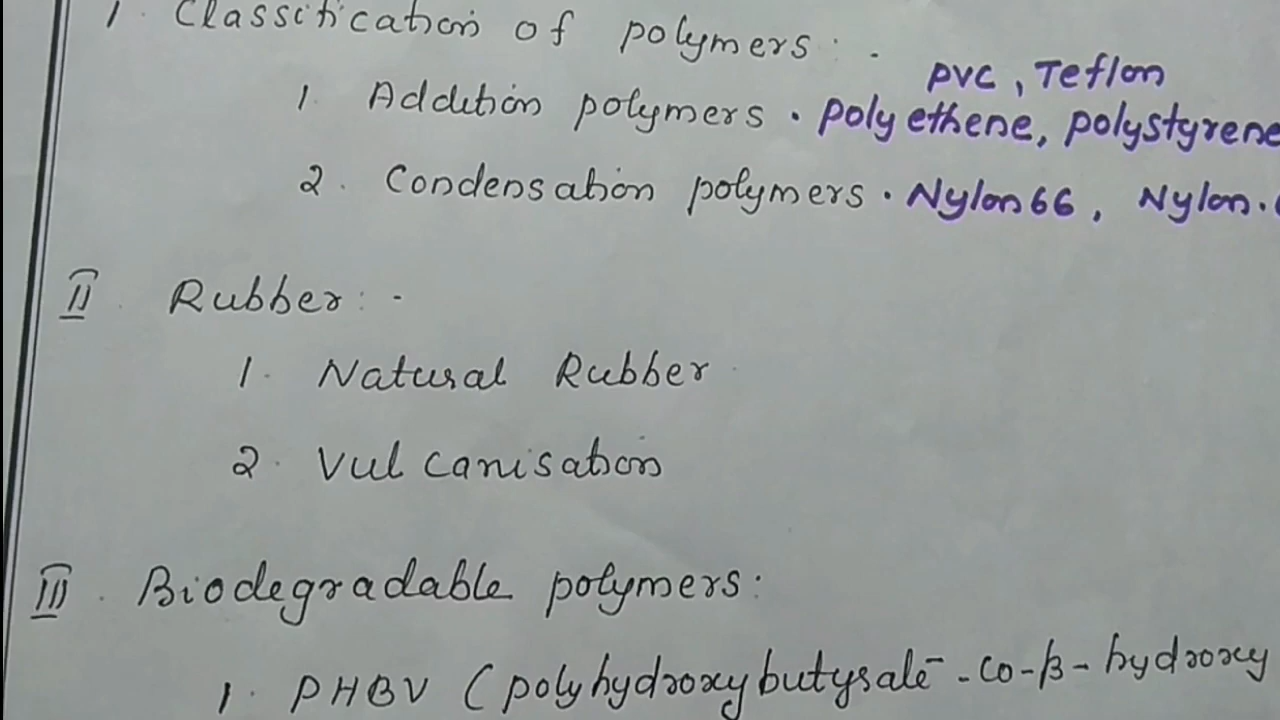 I. Classification of polymers: -
PVC, Teflon
1. Addition polymers. Polyethene, polystyrene
2. Condensation polymers. Nylon 66, Nylon.
II. Rubber: -
1. Natural Rubber
2. Vulcanisation
III. Biodegradable polymers:
1. PHBV (polyhydroxybutyrate - co-β-hydroxy